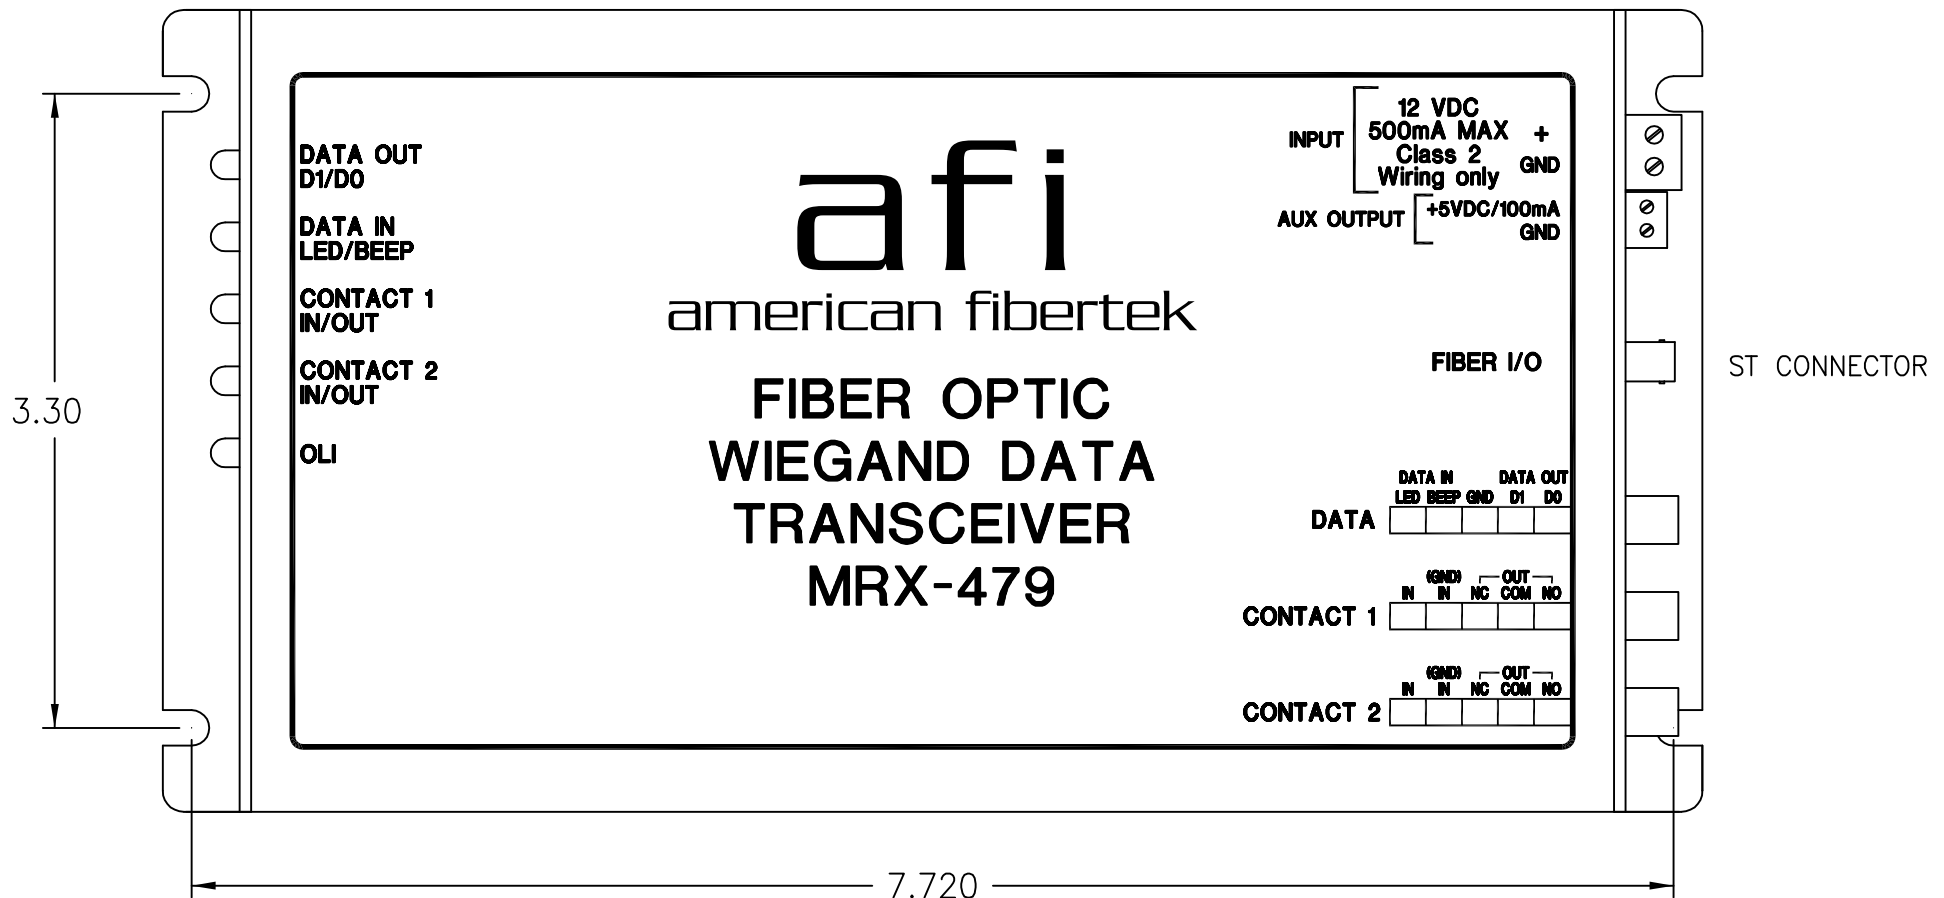 DATA OUT
D1/D0
DATA IN
LED/BEEP
CONTACT 1
IN/OUT
CONTACT 2
IN/OUT
OLI
3.30
afi
american fibertek
FIBER OPTIC
WIEGAND DATA
TRANSCEIVER
MRX-479
INPUT
12 VDC
500mA MAX +
Class 2
Wiring only GND
AUX OUTPUT +5VDC/100mA
GND
FIBER I/O
ST CONNECTOR
DATA IN DATA OUT
LED BEEP GND D1 D0
DATA
(GND) OUT
IN IN NC COM NO
CONTACT 1
(GND) OUT
IN IN NC COM NO
CONTACT 2
7.720